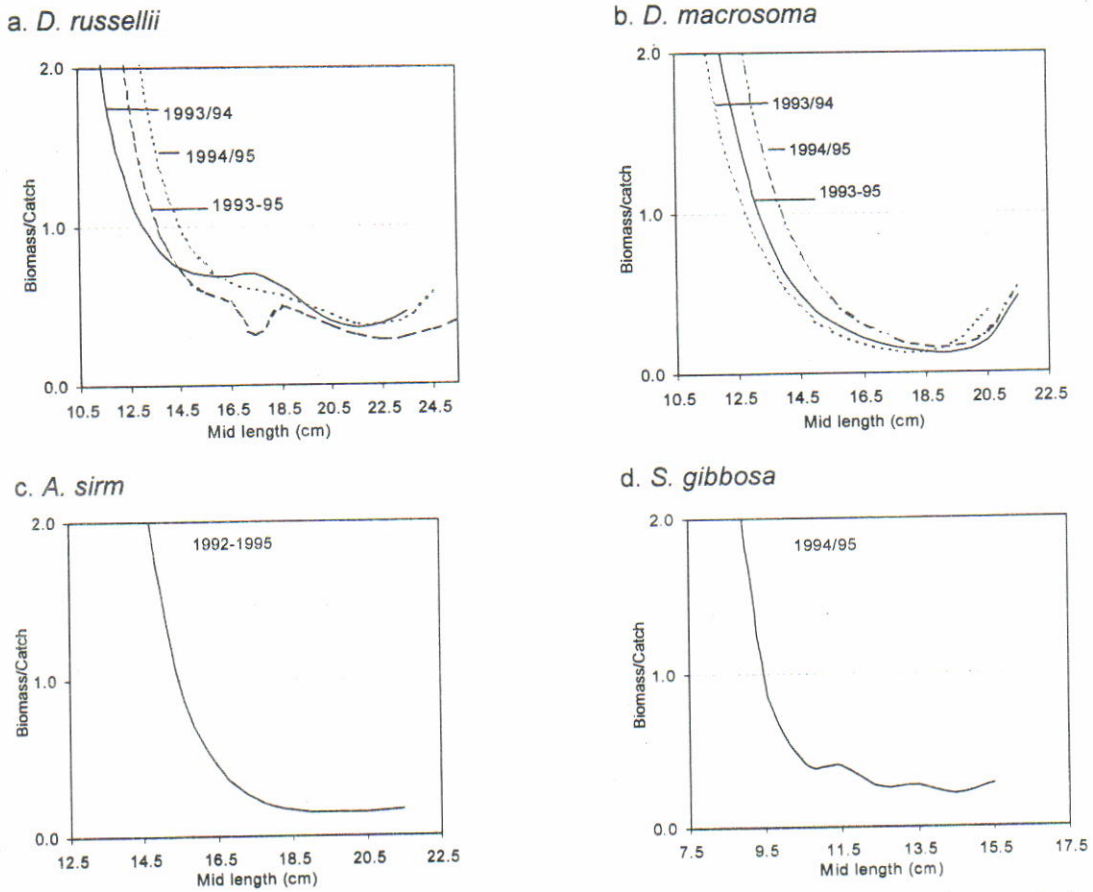 a. D. russellii
2.0
1.0
0.0
Biomass/Catch
1993/94
1994/95
1993-95
10.5 12.5 14.5 16.5 18.5 20.5 22.5 24.5
Mid length (cm)
b. D. macrosoma
2.0
1.0
0.0
Biomass/catch
1993/94
1994/95
1993-95
10.5 12.5 14.5 16.5 18.5 20.5 22.5
Mid length (cm)
c. A. sirm
2.0
1.0
0.0
Biomass/Catch
1992-1995
12.5 14.5 16.5 18.5 20.5 22.5
Mid length (cm)
d. S. gibbosa
2.0
1.0
0.0
Biomass/Catch
1994/95
7.5 9.5 11.5 13.5 15.5 17.5
Mid length (cm)